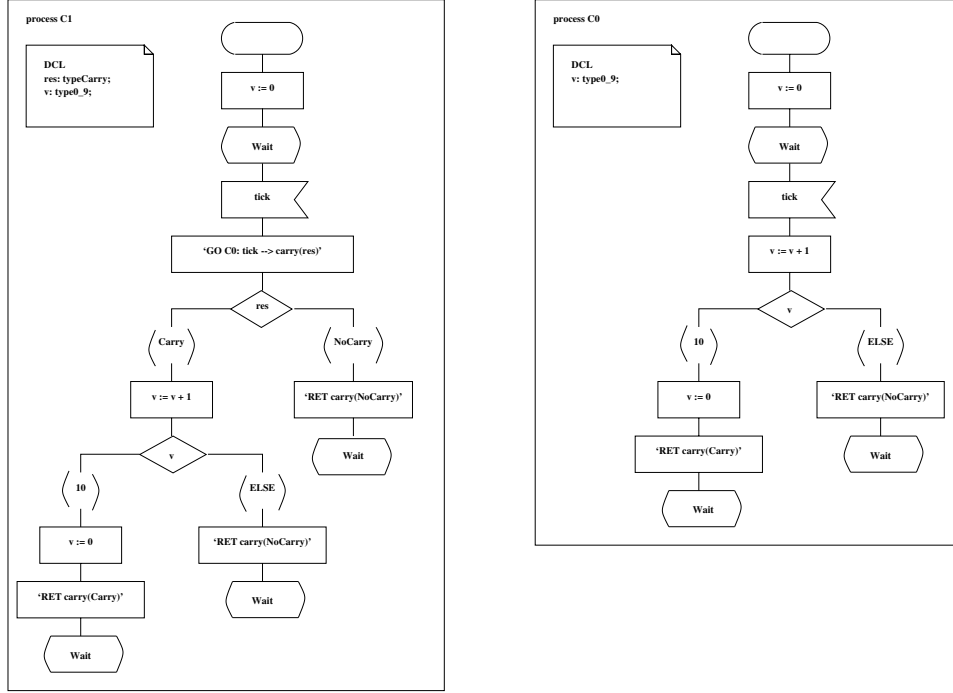 process C1
DCL
res: typeCarry;
v: type0_9;
v := 0
Wait
tick
‘GO C0: tick --> carry(res)’
res
Carry
NoCarry
v := v + 1
‘RET carry(NoCarry)’
v
Wait
10
ELSE
v := 0
‘RET carry(NoCarry)’
‘RET carry(Carry)’
Wait
Wait
process C0
DCL
v: type0_9;
v := 0
Wait
tick
v := v + 1
v
10
ELSE
v := 0
‘RET carry(NoCarry)’
‘RET carry(Carry)’
Wait
Wait